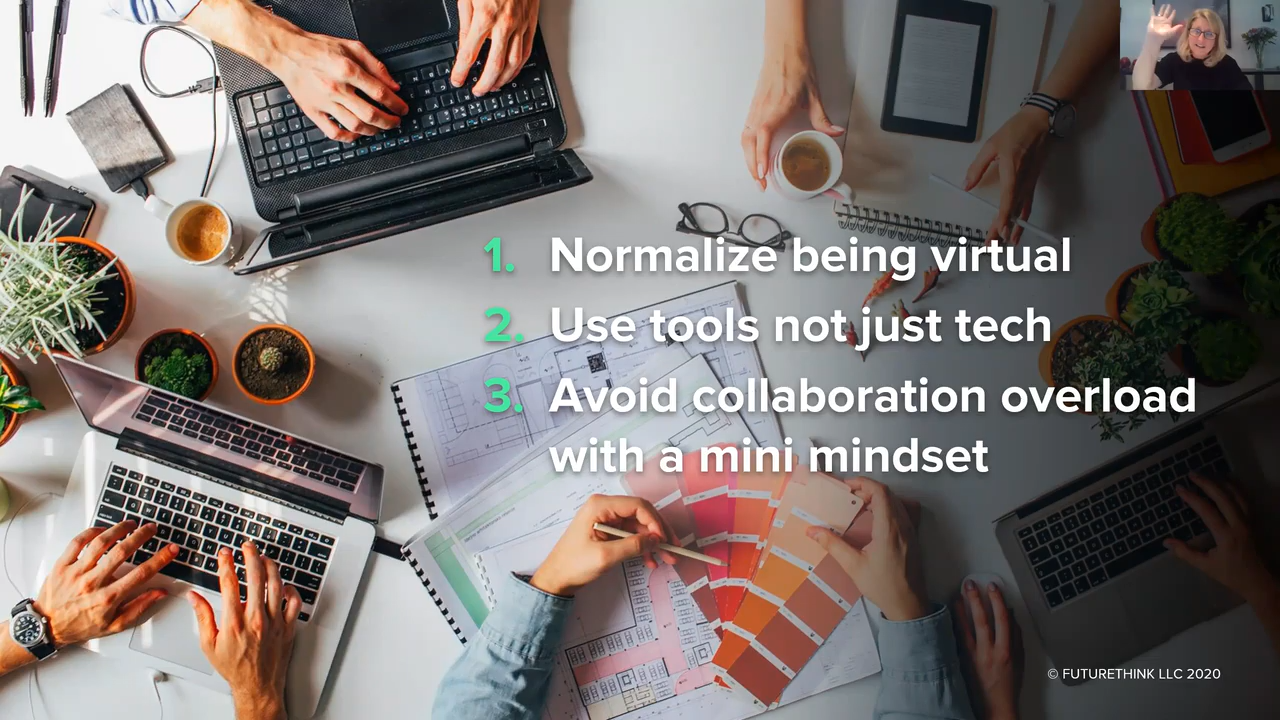 1. Normalize being virtual
2. Use tools not just tech
3. Avoid collaboration overload
with a mini mindset
© FUTURETHINK LLC 2020